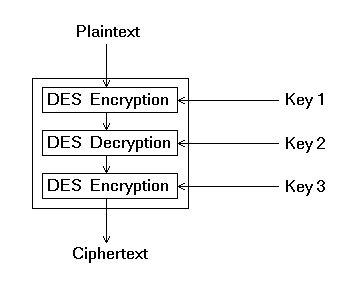 Plaintext
DES Encryption
Key 1
DES Decryption
Key 2
DES Encryption
Key 3
Ciphertext